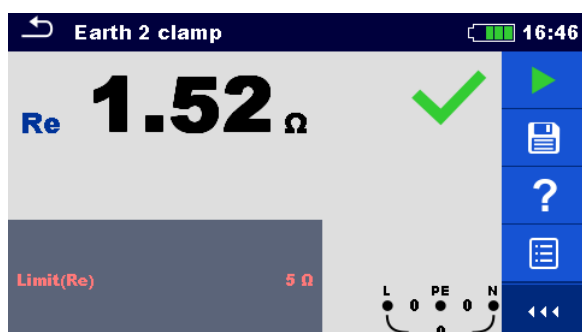 Earth 2 clamp 16:46
Re 1.52 Ω
?
Limit(Re) 5 Ω
L PE N
0 0
0